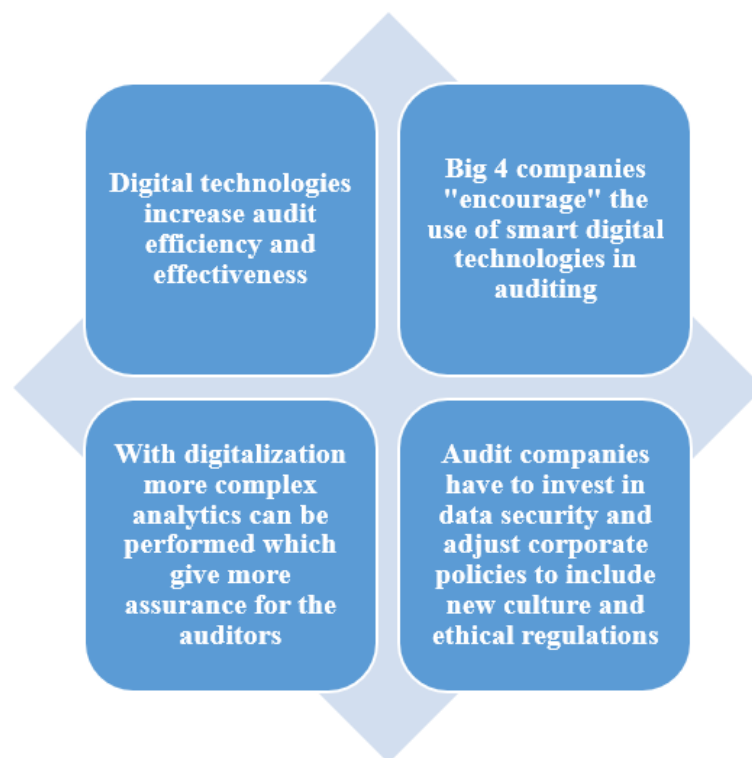 Digital technologies
increase audit
efficiency and
effectiveness
Big 4 companies
"encourage" the
use of smart digital
technologies in
auditing
With digitalization
more complex
analytics can be
performed which
give more
assurance for the
auditors
Audit companies
have to invest in
data security and
adjust corporate
policies to include
new culture and
ethical regulations